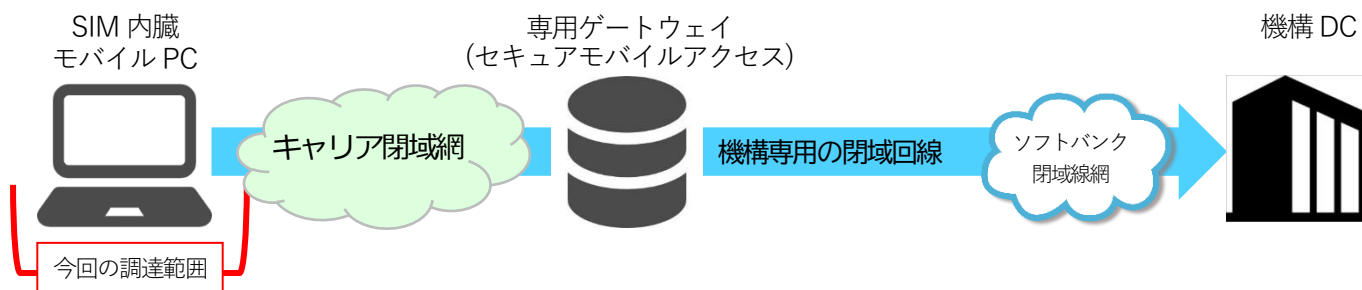 SIM 内臓
モバイル PC
専用ゲートウェイ
(セキュアモバイルアクセス)
機構 DC
キャリア閉域網
機構専用の閉域回線
ソフトバンク
閉域線網
今回の調達範囲